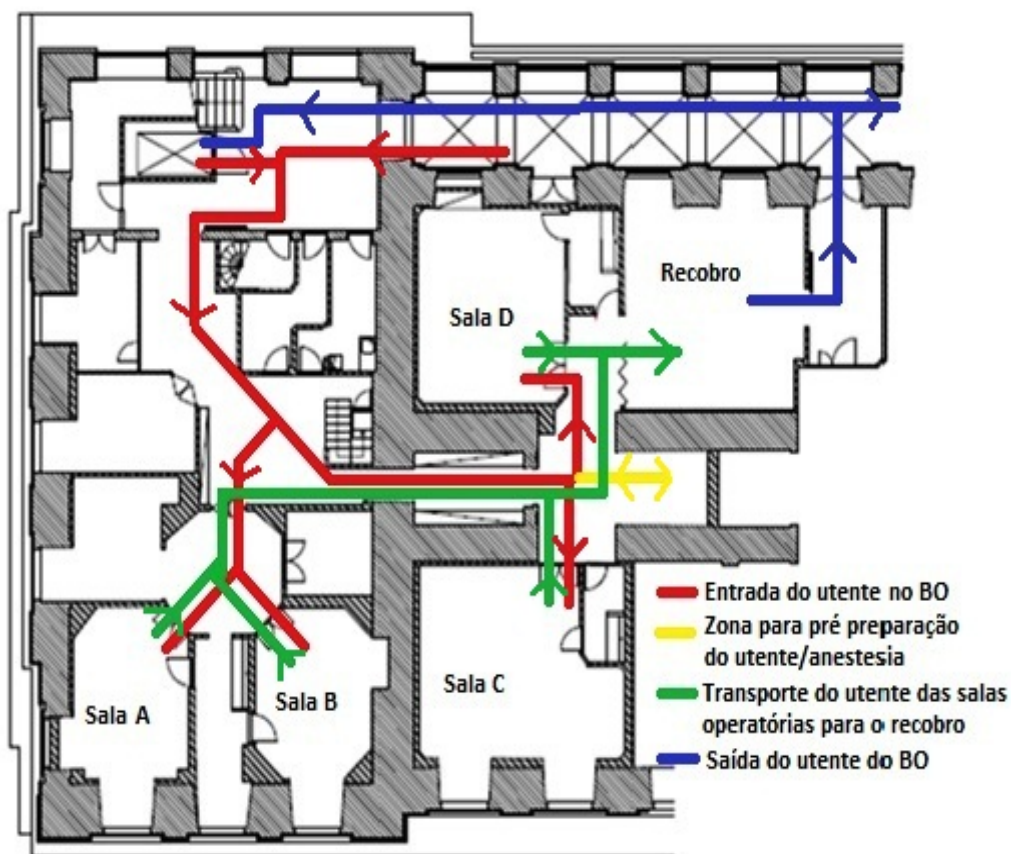 Recobro
Sala D
Sala A
Sala B
Sala C
Entrada do utente no BO
Zona para pré preparação
do utente/anestesia
Transporte do utente das salas
operatórias para o recobro
Saída do utente do BO